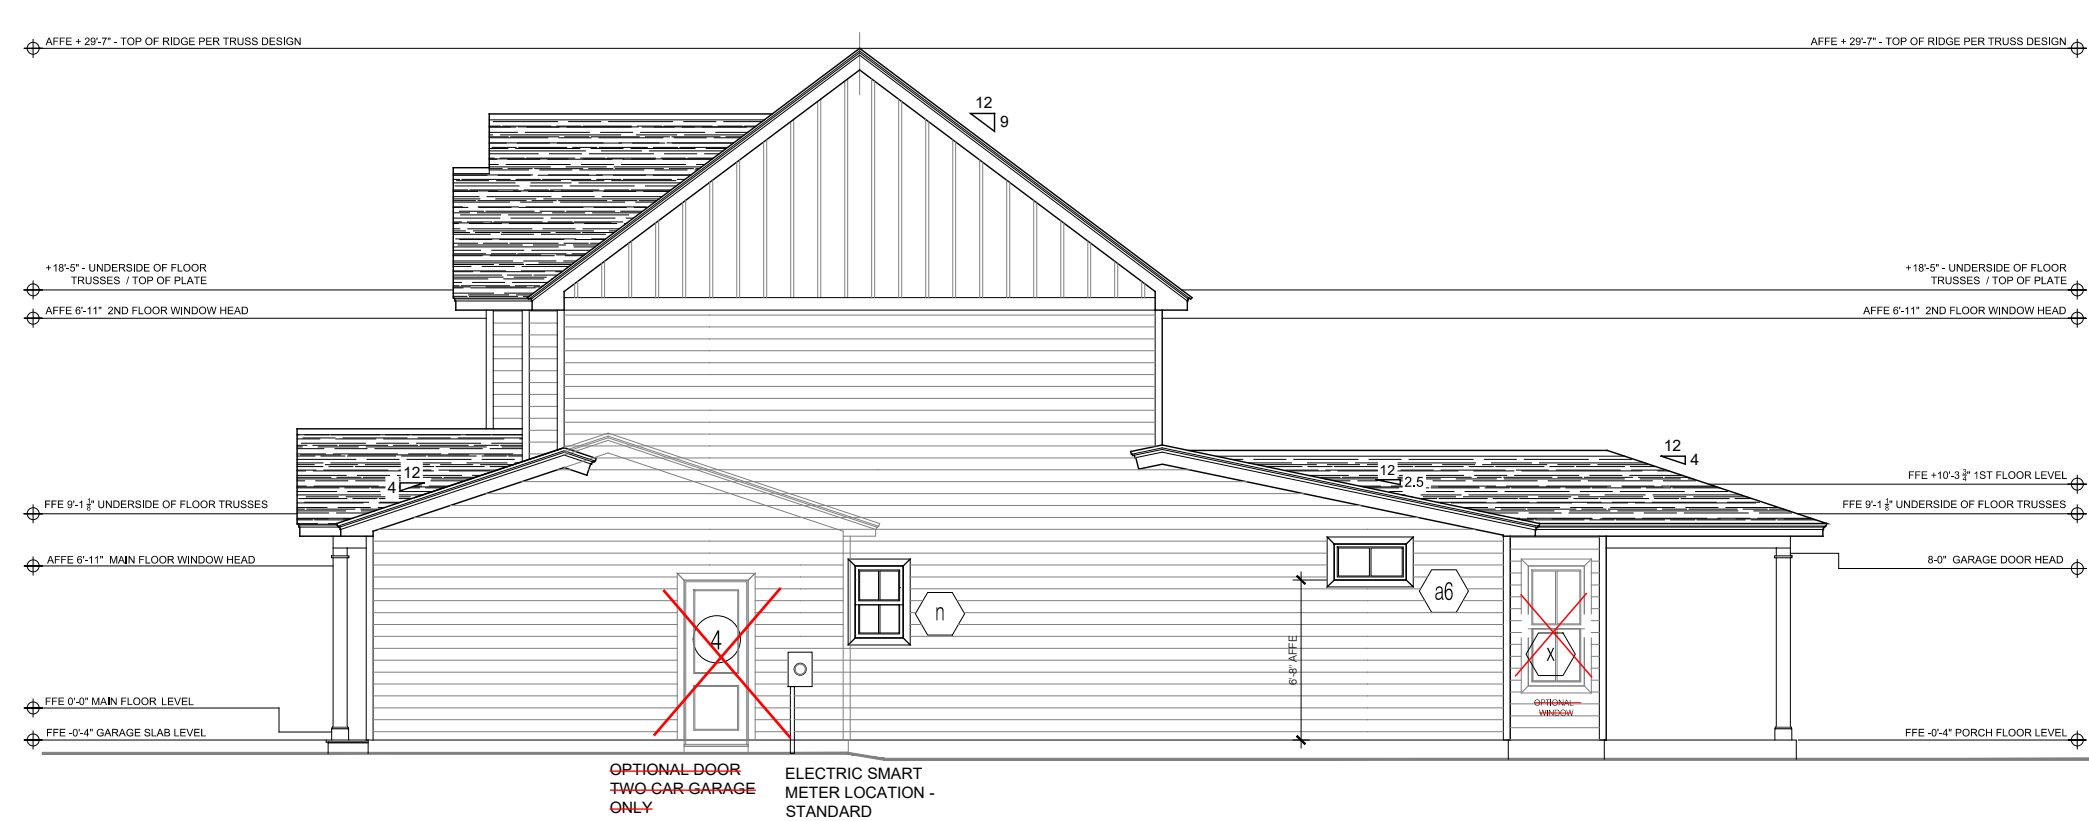 AFFE + 29'-7" - TOP OF RIDGE PER TRUSS DESIGN
AFFE + 29'-7" - TOP OF RIDGE PER TRUSS DESIGN
12
9
+18'-5" - UNDERSIDE OF FLOOR
TRUSSES / TOP OF PLATE
+18'-5" - UNDERSIDE OF FLOOR
TRUSSES / TOP OF PLATE
AFFE 6'-11" 2ND FLOOR WINDOW HEAD
AFFE 6'-11" 2ND FLOOR WINDOW HEAD
12
4
12
4
12
2.5
FFE +10'-3 3/4" 1ST FLOOR LEVEL
FFE 9'-1 1/8" UNDERSIDE OF FLOOR TRUSSES
FFE 9'-1 1/8" UNDERSIDE OF FLOOR TRUSSES
AFFE 6'-11" MAIN FLOOR WINDOW HEAD
8-0" GARAGE DOOR HEAD
4
n
a6
X
6'-8" AFFE
OPTIONAL
WINDOW
FFE 0'-0" MAIN FLOOR LEVEL
FFE -0'-4" GARAGE SLAB LEVEL
FFE -0'-4" PORCH FLOOR LEVEL
OPTIONAL DOOR
TWO CAR GARAGE
ONLY
ELECTRIC SMART
METER LOCATION -
STANDARD